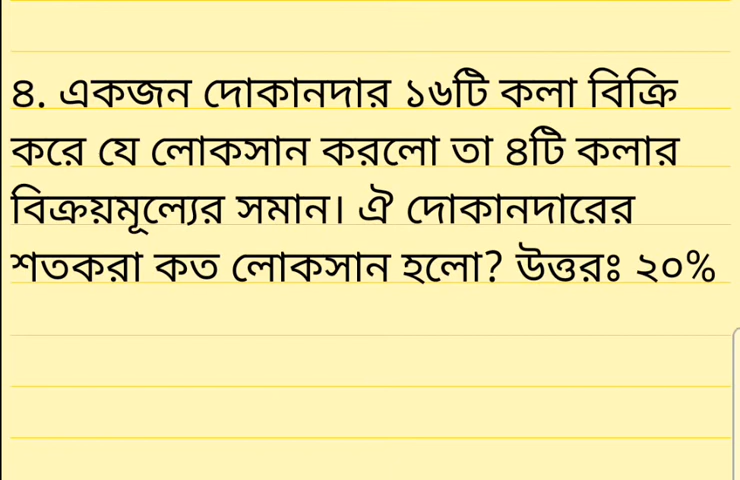 ৪. একজন দোকানদার ১৬টি কলা বিক্রি
করে যে লোকসান করলো তা ৪টি কলার
বিক্রয়মূল্যের সমান। ঐ দোকানদারের
শতকরা কত লোকসান হলো? উত্তরঃ ২০%